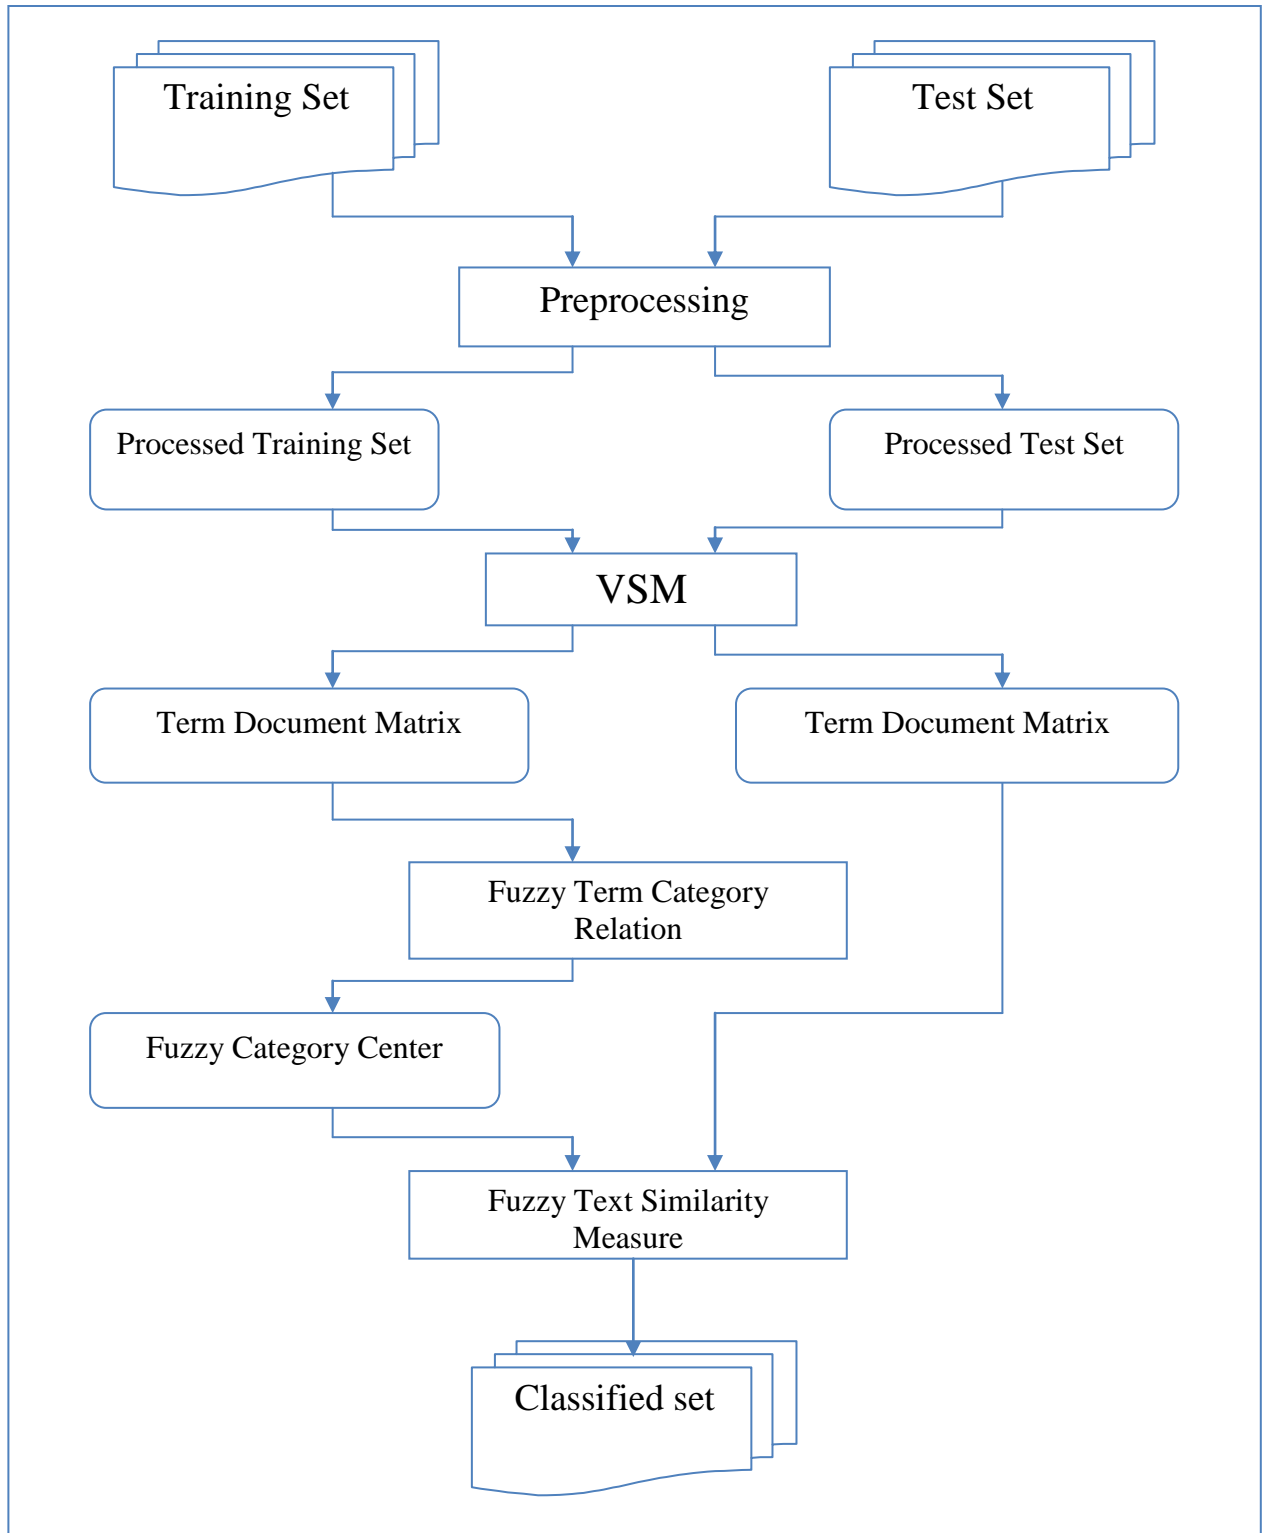 Training Set
Test Set
Preprocessing
Processed Training Set
Processed Test Set
VSM
Term Document Matrix
Term Document Matrix
Fuzzy Term Category
Relation
Fuzzy Category Center
Fuzzy Text Similarity
Measure
Classified set